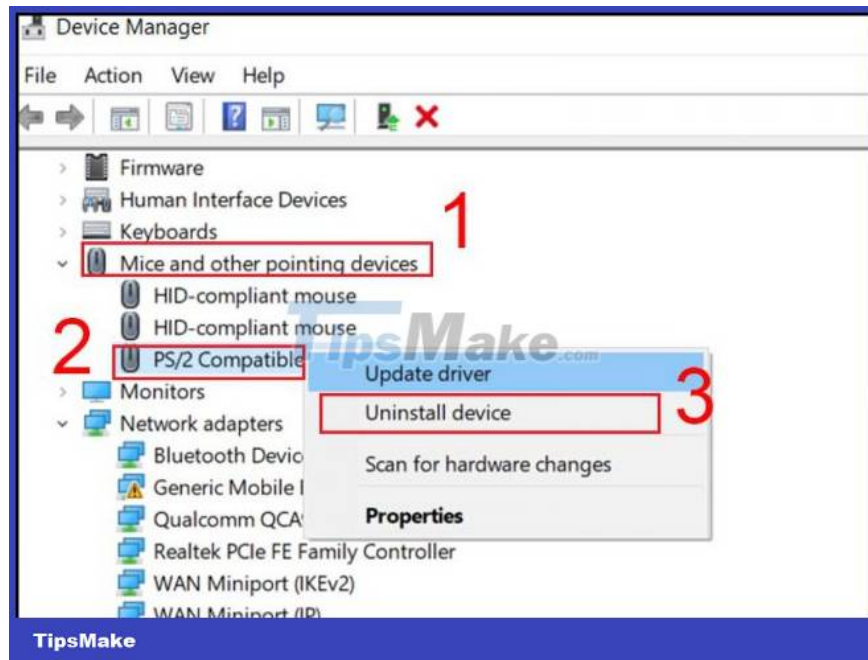 Device Manager
File Action View Help
Firmware
Human Interface Devices
1
Keyboards
Mice and other pointing devices
HID-compliant mouse
HID-compliant mouse
TipsMake.com
2
PS/2 Compatible
Update driver
3
Monitors
Uninstall device
Network adapters
Bluetooth Devic
Scan for hardware changes
Generic Mobile
Qualcomm QCA
Properties
Realtek PCIe FE Family Controller
WAN Miniport (IKEv2)
WAN Miniport (IP)
TipsMake